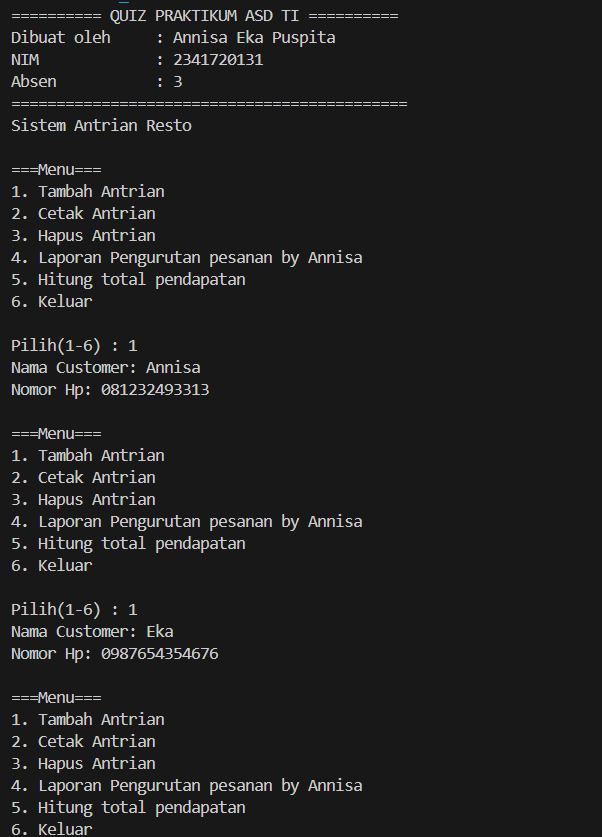 ========== QUIZ PRAKTIKUM ASD TI ==========
Dibuat oleh     : Annisa Eka Puspita
NIM             : 2341720131
Absen           : 3
============================================
Sistem Antrian Resto

===Menu===
1. Tambah Antrian
2. Cetak Antrian
3. Hapus Antrian
4. Laporan Pengurutan pesanan by Annisa
5. Hitung total pendapatan
6. Keluar

Pilih(1-6) : 1
Nama Customer: Annisa
Nomor Hp: 081232493313

===Menu===
1. Tambah Antrian
2. Cetak Antrian
3. Hapus Antrian
4. Laporan Pengurutan pesanan by Annisa
5. Hitung total pendapatan
6. Keluar

Pilih(1-6) : 1
Nama Customer: Eka
Nomor Hp: 0987654354676

===Menu===
1. Tambah Antrian
2. Cetak Antrian
3. Hapus Antrian
4. Laporan Pengurutan pesanan by Annisa
5. Hitung total pendapatan
6. Keluar